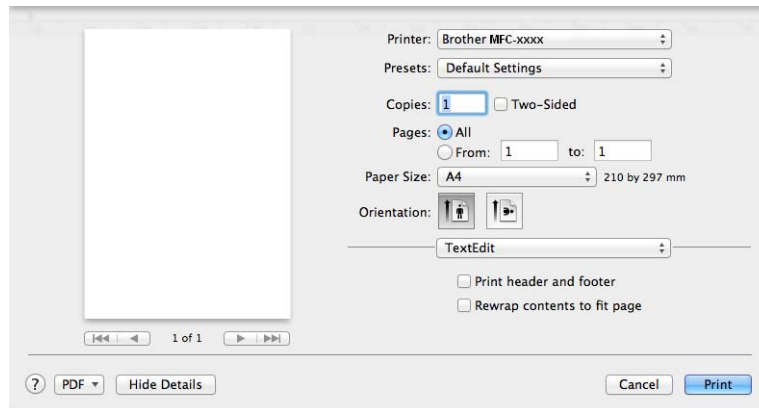 Printer: Brother MFC-xxxx
Presets: Default Settings
Copies: 1 Two-Sided
Pages: All
From: 1 to: 1
Paper Size: A4 210 by 297 mm
Orientation:
TextEdit
Print header and footer
Rewrap contents to fit page
1 of 1
? PDF Hide Details Cancel Print